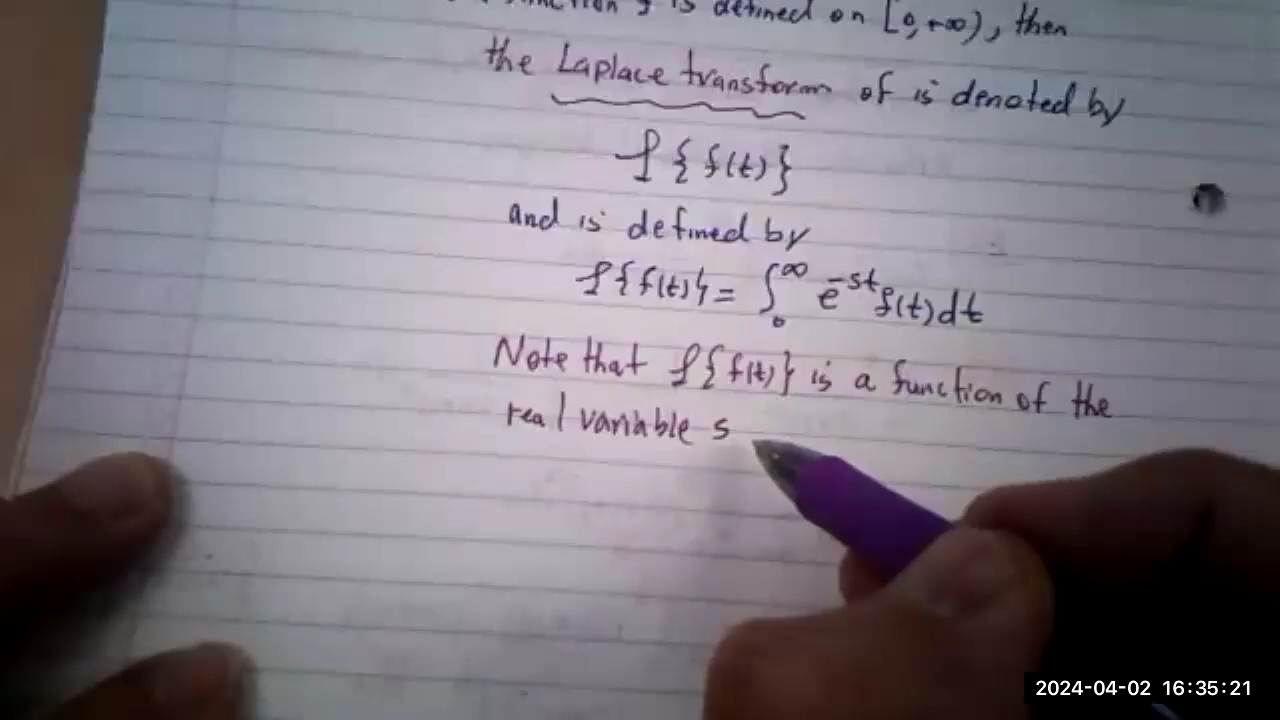 function f is defined on [0,+∞), then
the Laplace transform of is denoted by
ℒ{f(t)}
and is defined by
ℒ{f(t)} = ∫₀^∞ e^-st f(t)dt
Note that ℒ{f(t)} is a function of the
real variable s
2024-04-02 16:35:21